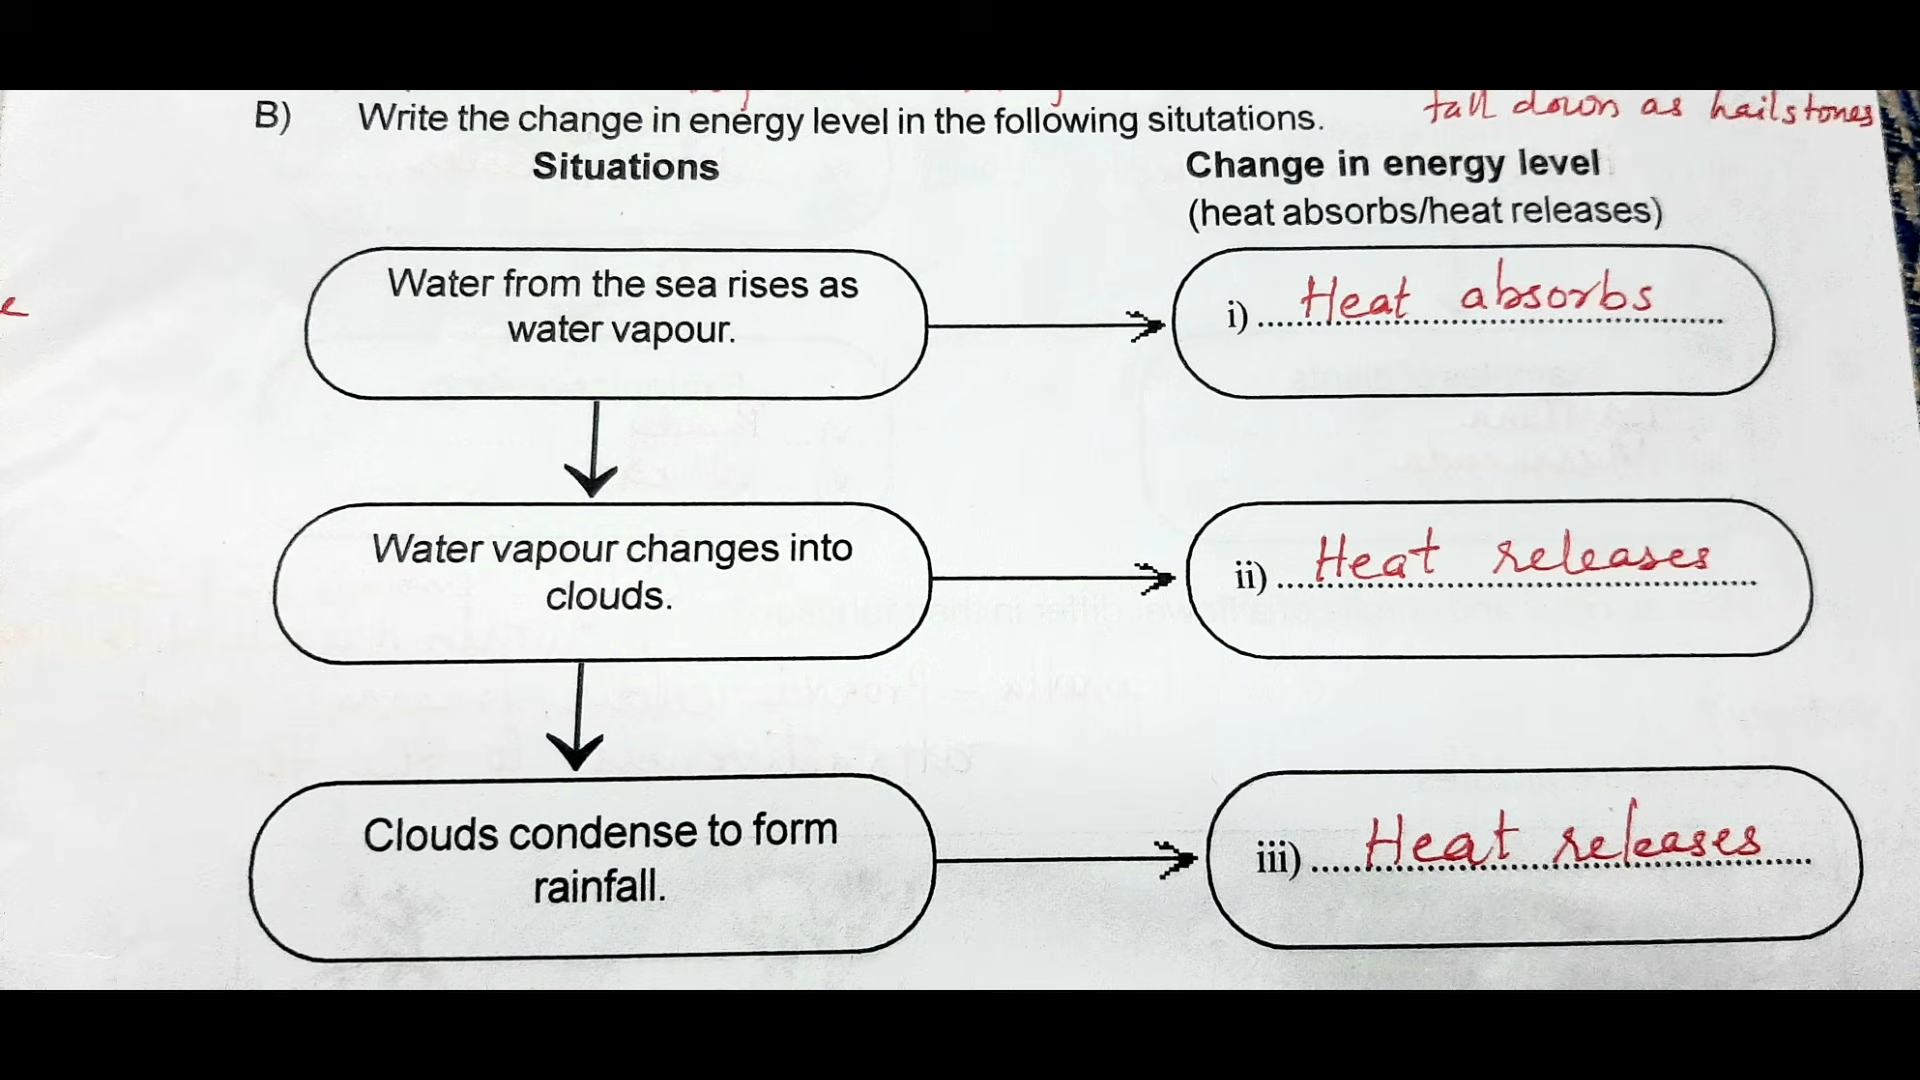 fall down as hailstones
B) Write the change in energy level in the following situtations.
Situations
Change in energy level
(heat absorbs/heat releases)
Water from the sea rises as
water vapour.
i) .......Heat absorbs.......
Water vapour changes into
clouds.
ii) .......Heat releases.......
Clouds condense to form
rainfall.
iii) .......Heat releases.......